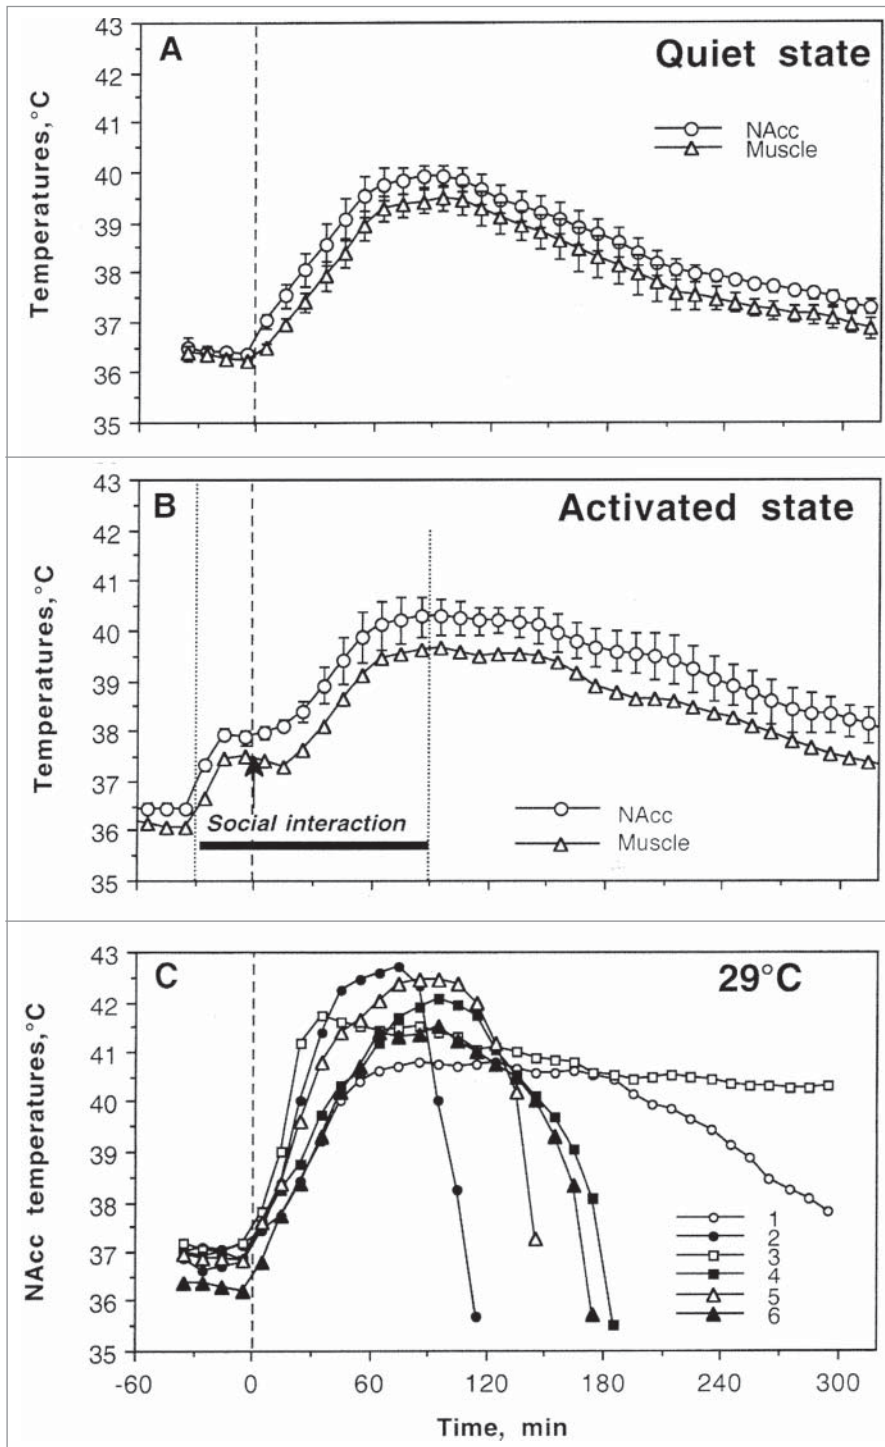 A
Quiet state
NAcc
Muscle
Temperatures,°C
43
42
41
40
39
38
37
36
35
B
Activated state
Temperatures,°C
43
42
41
40
39
38
37
36
35
Social interaction
NAcc
Muscle
C
29°C
NAcc temperatures,°C
43
42
41
40
39
38
37
36
35
1
2
3
4
5
6
-60 0 60 120 180 240 300
Time, min